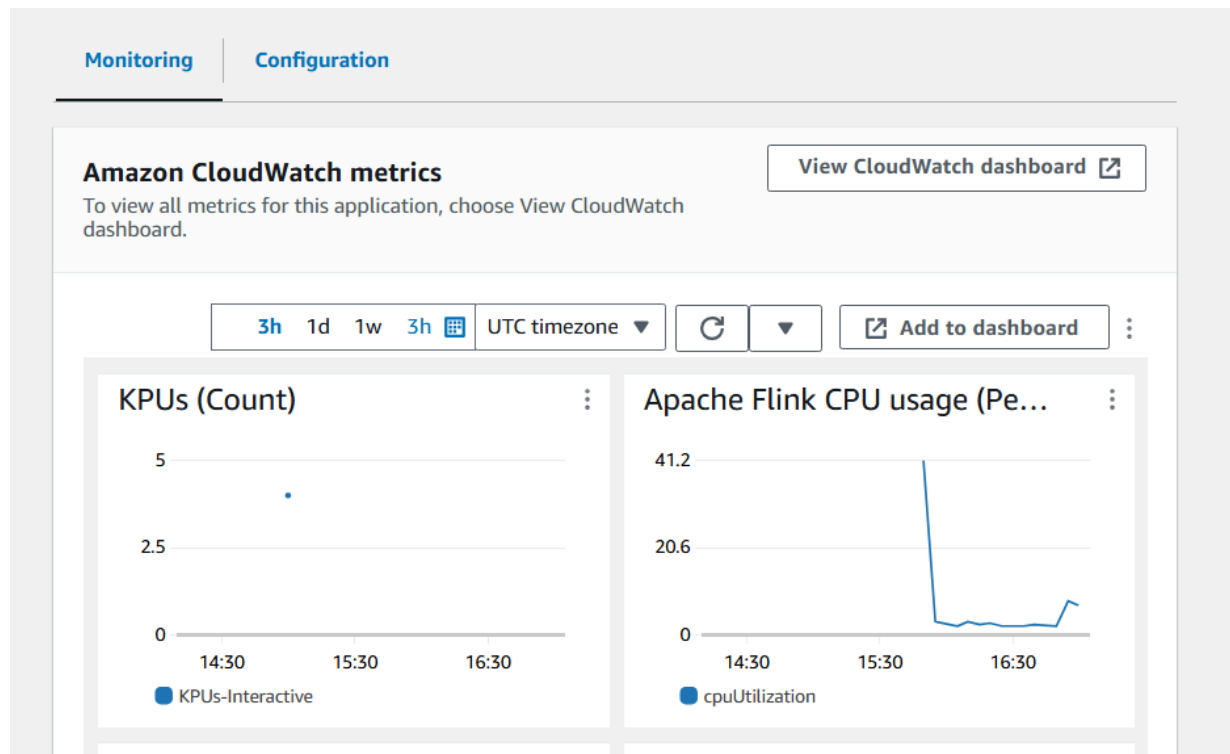 Monitoring
Configuration
Amazon CloudWatch metrics
To view all metrics for this application, choose View CloudWatch
dashboard.
View CloudWatch dashboard
3h 1d 1w 3h UTC timezone
Add to dashboard
KPUs (Count)
5
2.5
0
14:30 15:30 16:30
KPUs-Interactive
Apache Flink CPU usage (Pe...
41.2
20.6
0
14:30 15:30 16:30
cpuUtilization